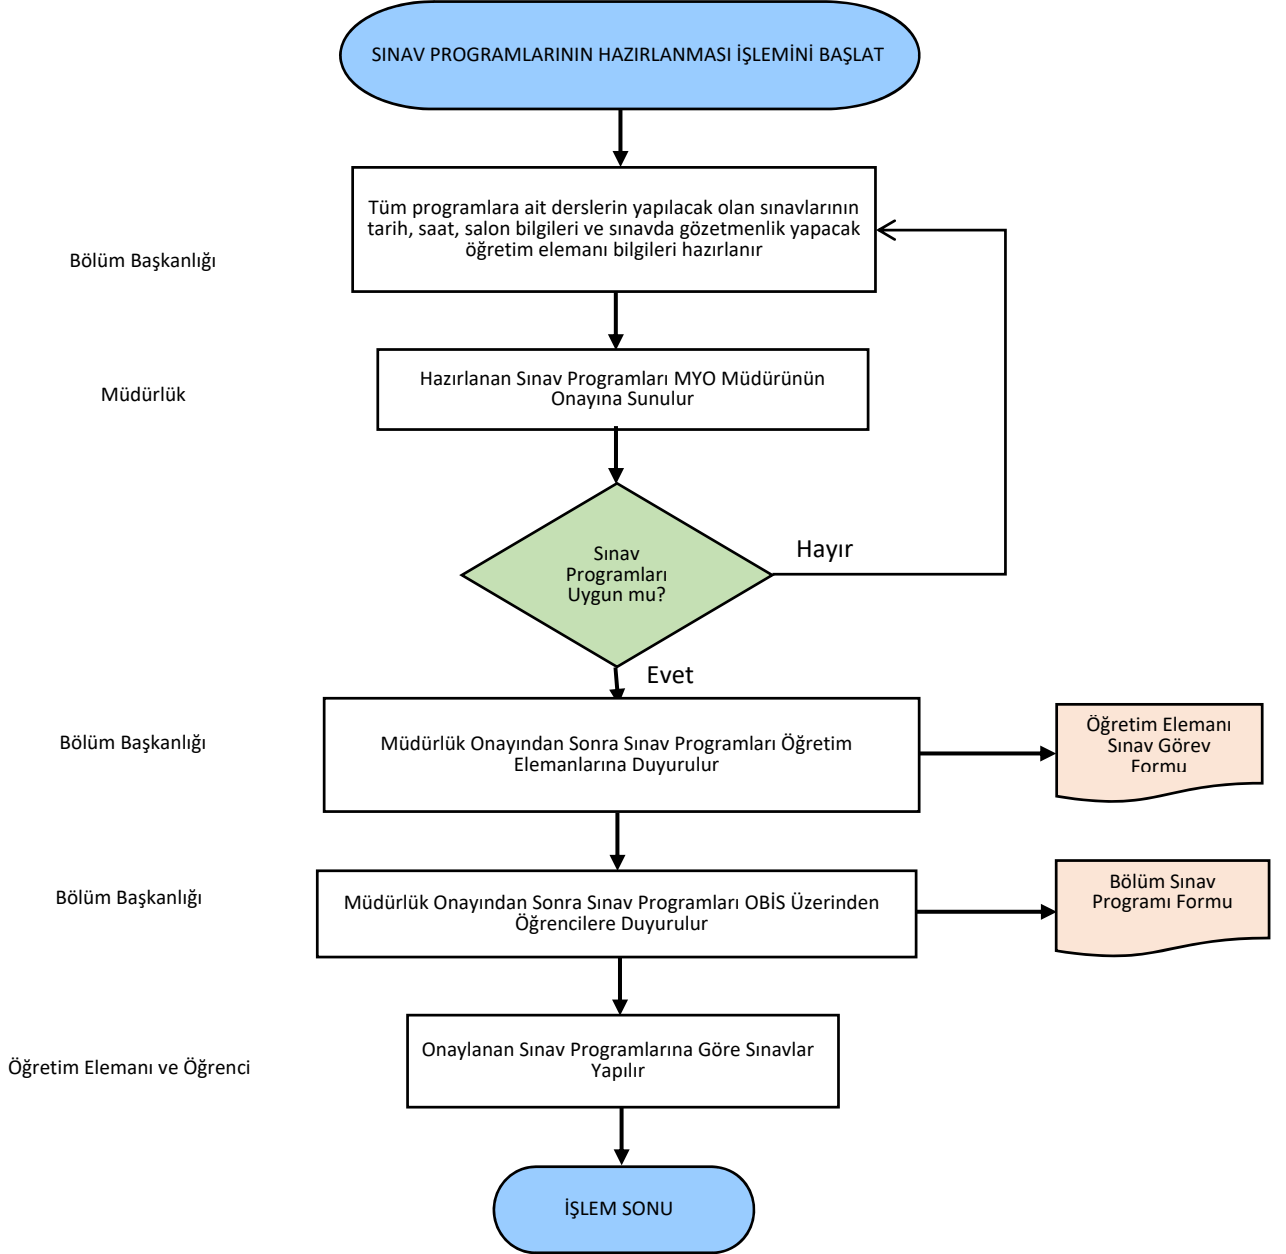 SINAV PROGRAMLARININ HAZIRLANMASI İŞLEMİNİ BAŞLAT
Tüm programlara ait derslerin yapılacak olan sınavlarının
tarih, saat, salon bilgileri ve sınavda gözetmenlik yapacak
öğretim elemanı bilgileri hazırlanır
Bölüm Başkanlığı
Hazırlanan Sınav Programları MYO Müdürünün
Onayına Sunulur
Müdürlük
Sınav
Programları
Uygun mu?
Hayır
Evet
Bölüm Başkanlığı
Müdürlük Onayından Sonra Sınav Programları Öğretim
Elemanlarına Duyurulur
Öğretim Elemanı
Sınav Görev
Formu
Bölüm Başkanlığı
Müdürlük Onayından Sonra Sınav Programları OBİS Üzerinden
Öğrencilere Duyurulur
Bölüm Sınav
Programı Formu
Öğretim Elemanı ve Öğrenci
Onaylanan Sınav Programlarına Göre Sınavlar
Yapılır
İŞLEM SONU